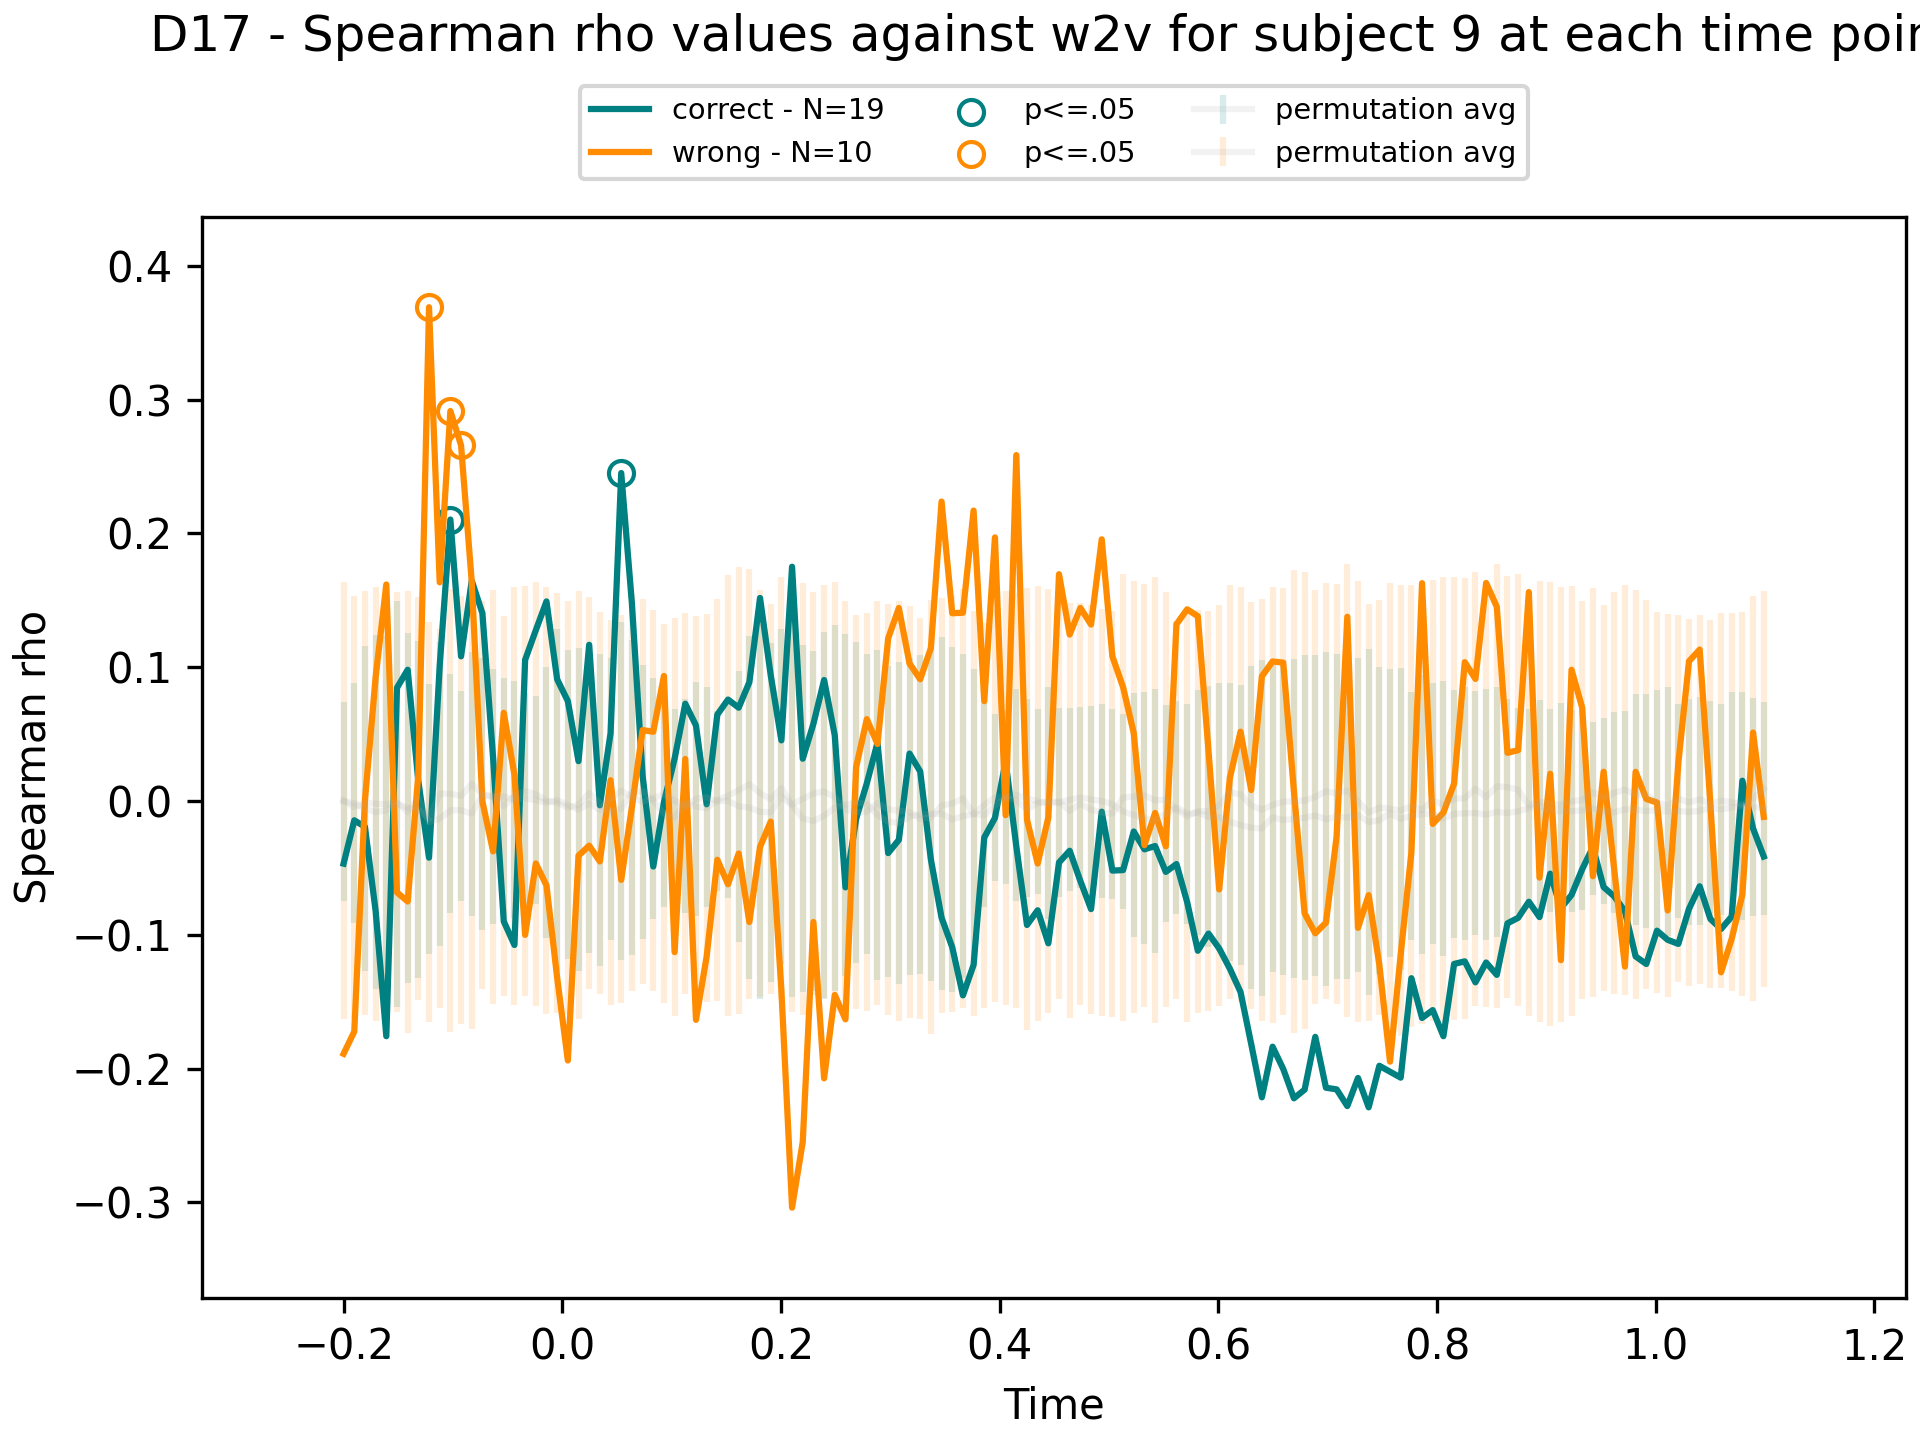 D17 - Spearman rho values against w2v for subject 9 at each time
correct - N=19
wrong - N=10
p<=.05
p<=.05
permutation avg
permutation avg
Spearman rho
0.4
0.3
0.2
0.1
0.0
−0.1
−0.2
−0.3
−0.2
0.0
0.2
0.4
0.6
0.8
1.0
1.2
Time